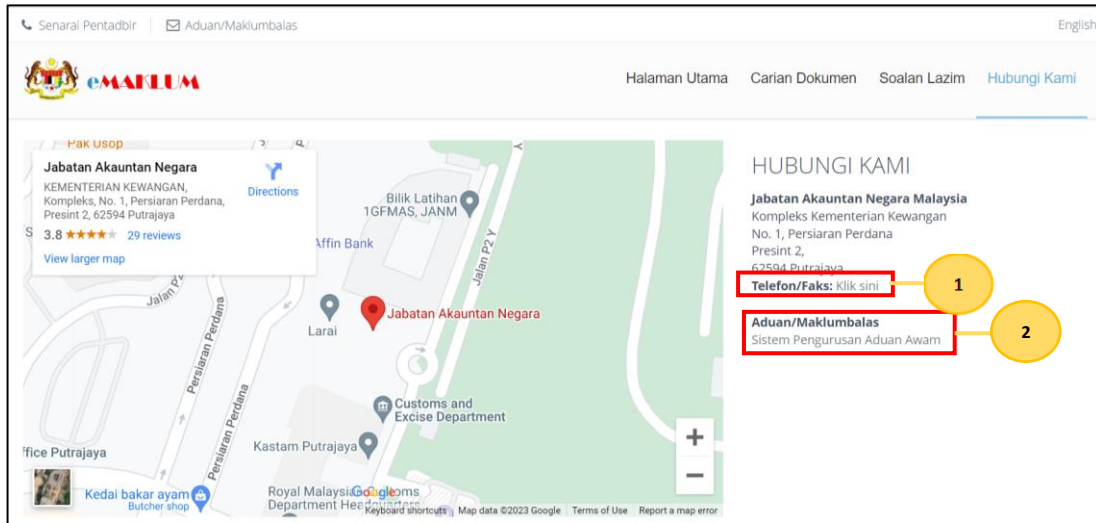 Senarai Pentadbir
Aduan/Maklumbalas
English
eMAKLUM
Halaman Utama
Carian Dokumen
Soalan Lazim
Hubungi Kami
Pak Usop
Jabatan Akauntan Negara
KEMENTERIAN KEWANGAN,
Kompleks, No. 1, Persiaran Perdana,
Presint 2, 62594 Putrajaya
3.8 ★★★★★ 29 reviews
View larger map
Directions
Bilik Latihan
1GFMAS, JANM
Affin Bank
Jalan P2 Y
Jalan
Persiaran Perdana
Larai
Jabatan Akauntan Negara
Persiaran Perdana
Customs and
Excise Department
Kastam Putrajaya
ffice Putrajaya
Kedai bakar ayam
Butcher shop
Royal Malaysia
Department
Google
Keyboard shortcuts
Map data ©2023 Google
Terms of Use
Report a map error
+
−
HUBUNGI KAMI
Jabatan Akauntan Negara Malaysia
Kompleks Kementerian Kewangan
No. 1, Persiaran Perdana
Presint 2,
62594 Putrajaya
Telefon/Faks: Klik sini
1
Aduan/Maklumbalas
Sistem Pengurusan Aduan Awam
2